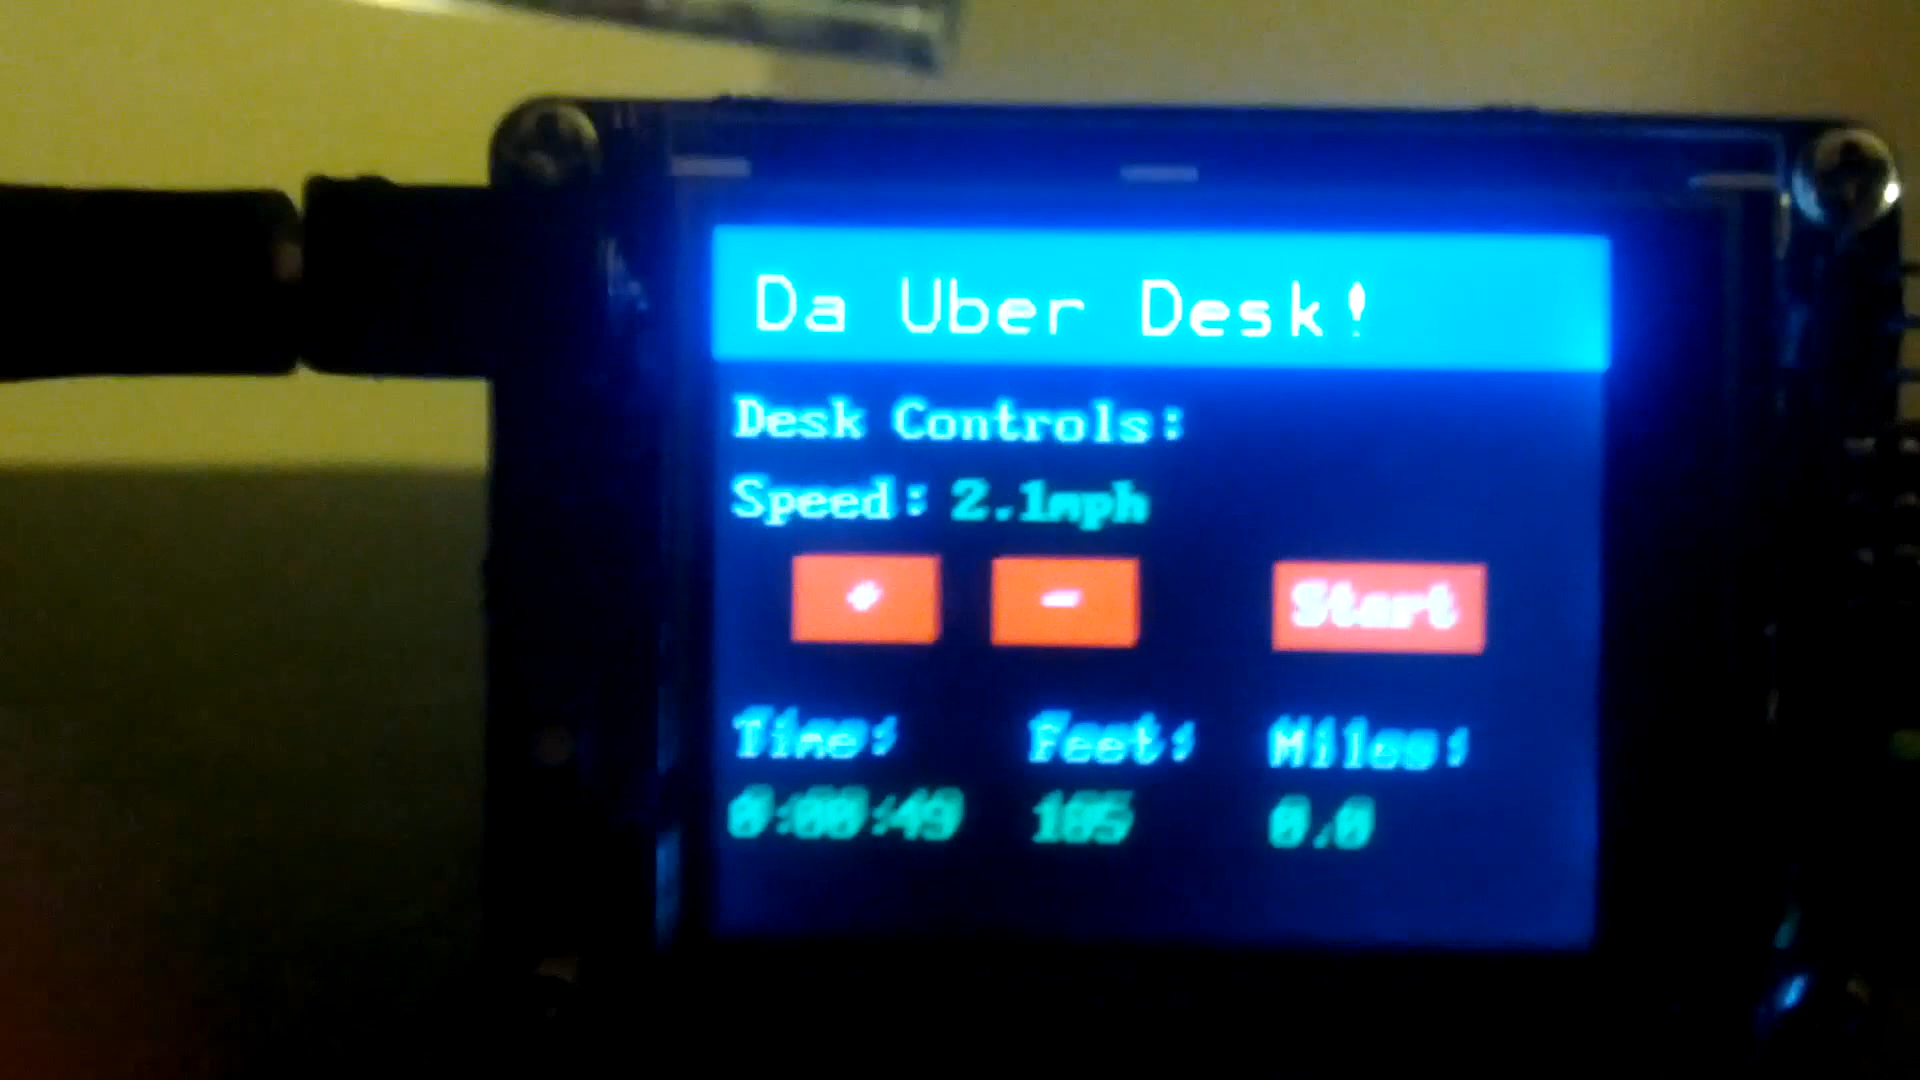 Da Uber Desk!
Desk Controls:
Speed: 2.1mph
+ - Start
Time: Feet: Miles:
0:00:49 105 0.0